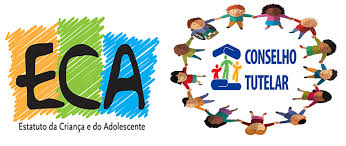 ECA
Estatuto da Criança e do Adolescente
CONSELHO
TUTELAR